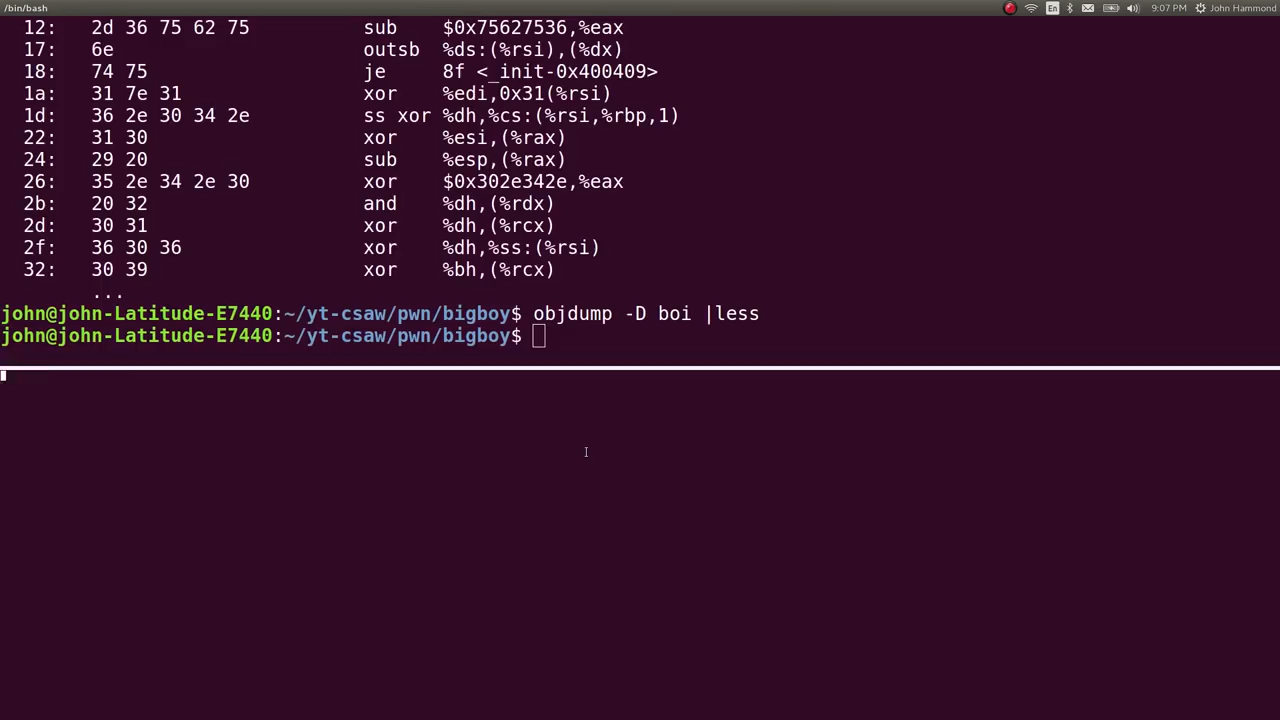 /bin/bash En 9:07 PM John Hammond
12: 2d 36 75 62 75 sub $0x75627536,%eax
17: 6e outsb %ds:(%rsi),(%dx)
18: 74 75 je 8f <_init-0x400409>
1a: 31 7e 31 xor %edi,0x31(%rsi)
1d: 36 2e 30 34 2e ss xor %dh,%cs:(%rsi,%rbp,1)
22: 31 30 xor %esi,(%rax)
24: 29 20 sub %esp,(%rax)
26: 35 2e 34 2e 30 xor $0x302e342e,%eax
2b: 20 32 and %dh,(%rdx)
2d: 30 31 xor %dh,(%rcx)
2f: 36 30 36 xor %dh,%ss:(%rsi)
32: 30 39 xor %bh,(%rcx)
...
john@john-Latitude-E7440:~/yt-csaw/pwn/bigboy$ objdump -D boi |less
john@john-Latitude-E7440:~/yt-csaw/pwn/bigboy$